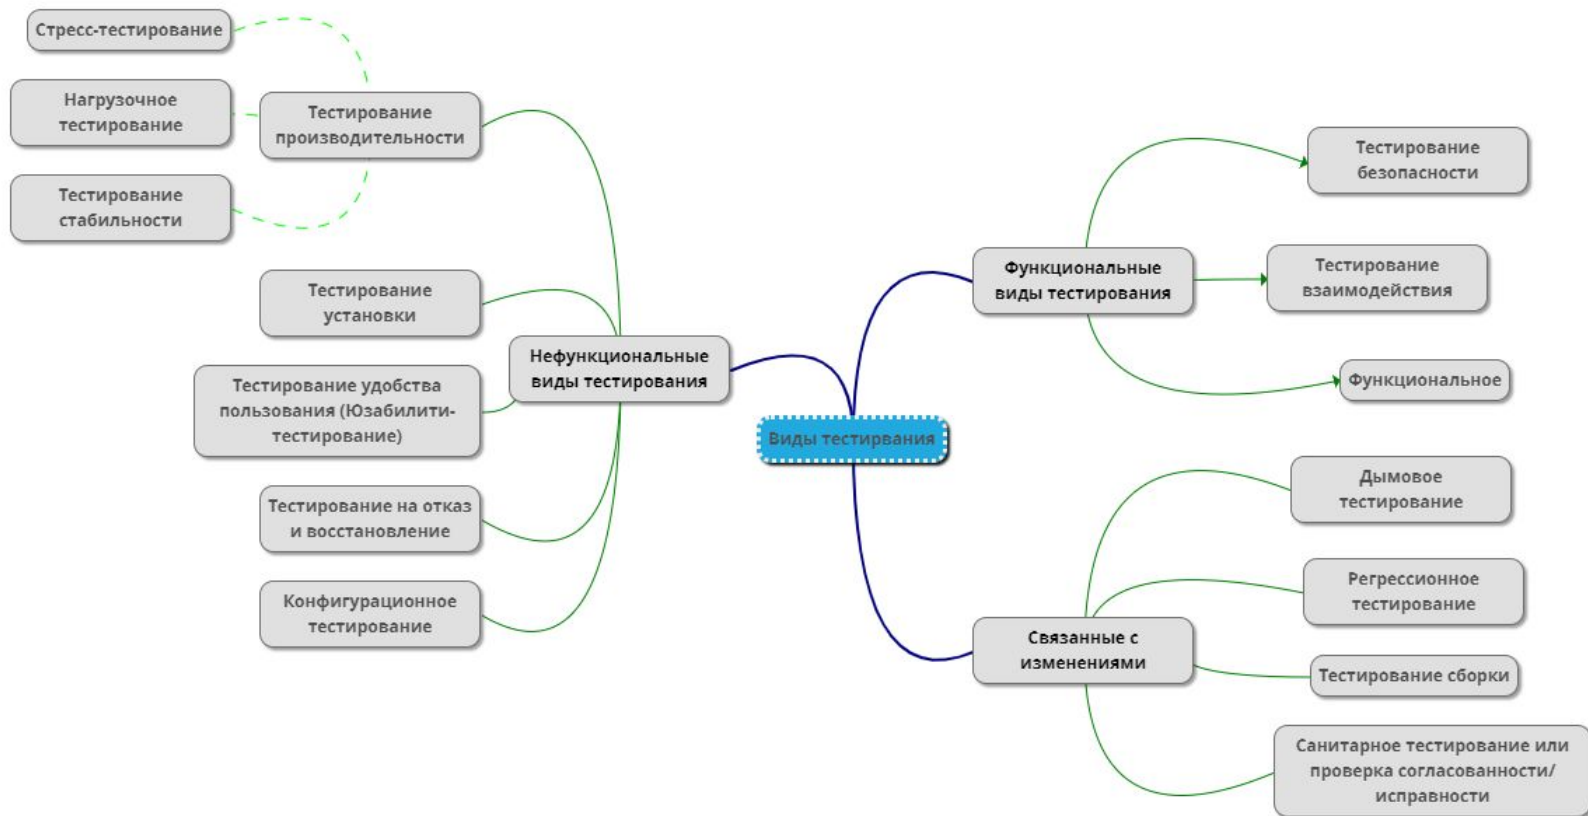 Стресс-тестирование
Нагрузочное
тестирование
Тестирование
стабильности
Тестирование
производительности
Тестирование
установки
Тестирование удобства
пользования (Юзабилити-
тестирование)
Тестирование на отказ
и восстановление
Конфигурационное
тестирование
Нефункциональные
виды тестирования
Виды тестирвания
Функциональные
виды тестирования
Тестирование
безопасности
Тестирование
взаимодействия
Функциональное
Связанные с
изменениями
Дымовое
тестирование
Регрессионное
тестирование
Тестирование сборки
Санитарное тестирование или
проверка согласованности/
исправности